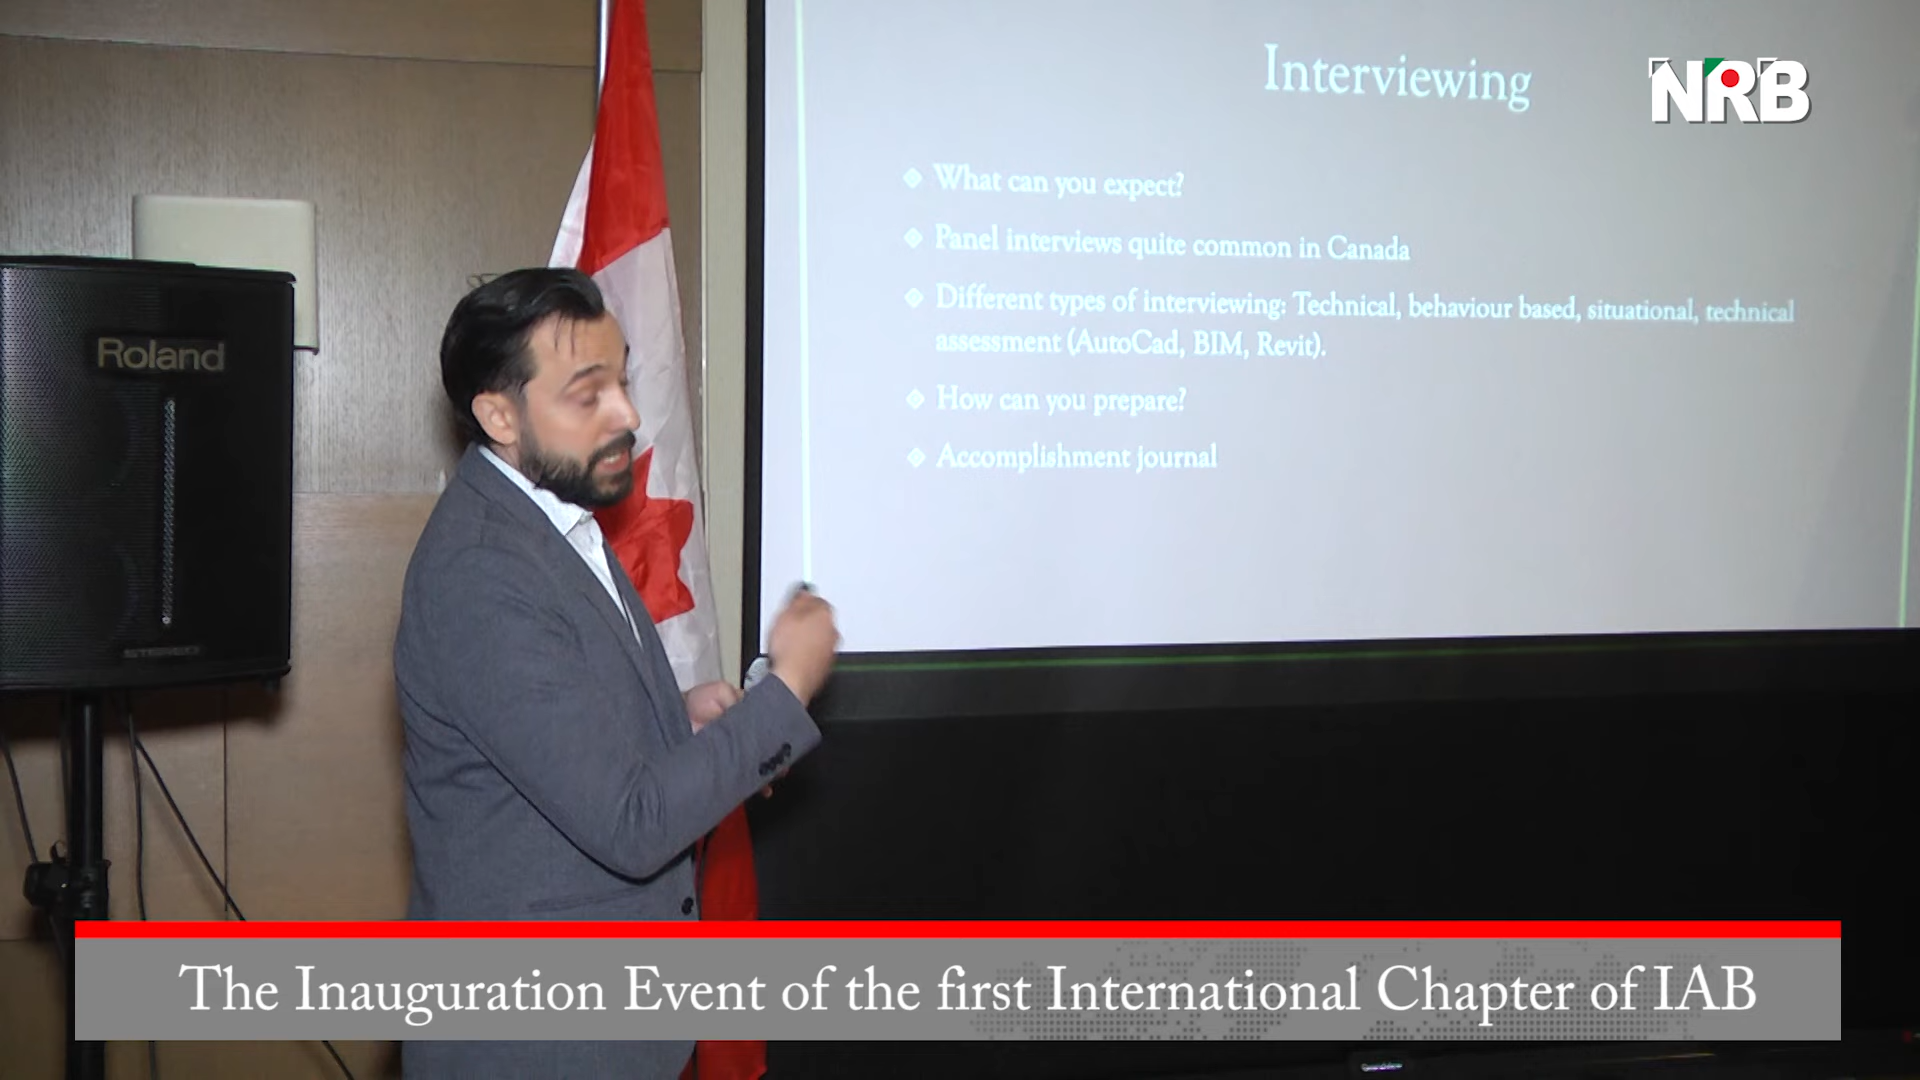 Interviewing
NRB
What can you expect?
Panel interviews quite common in Canada
Different types of interviewing: Technical, behaviour based, situational, technical
assessment (AutoCad, BIM, Revit).
How can you prepare?
Accomplishment journal
Roland
The Inauguration Event of the first International Chapter of IAB